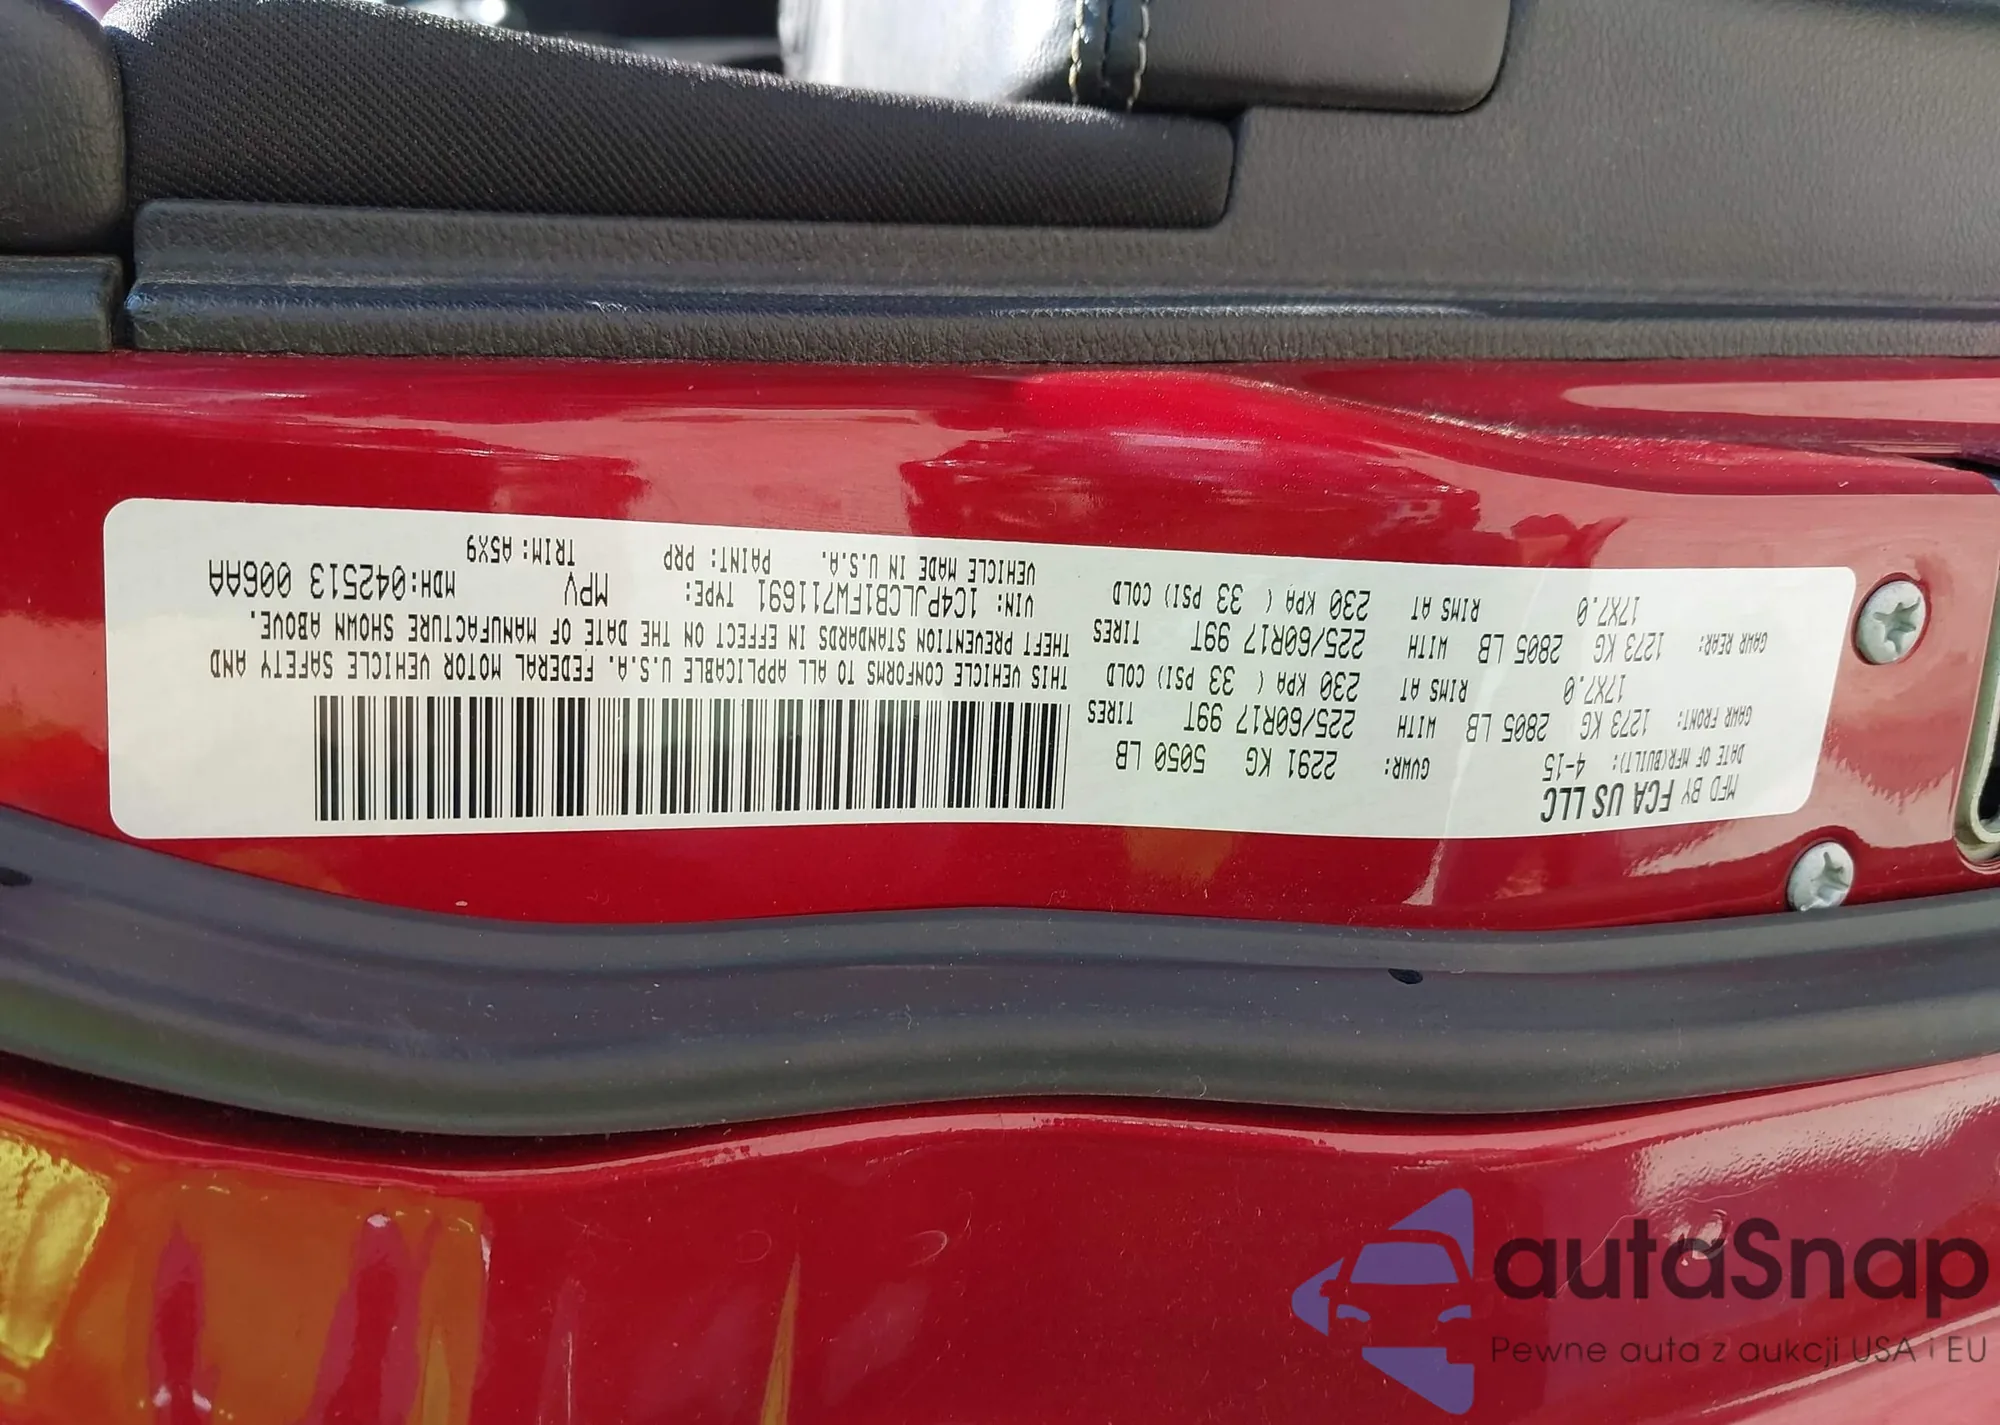 MFD BY FCA US LLC
DATE OF MFR(BUILT): 4-15 GVWR: 2291 KG 5050 LB
GAWR FRONT: 1273 KG 2805 LB WITH 225/60R17 99T TIRES
17X7.0 RIMS AT 230 KPA ( 33 PSI) COLD
GAWR REAR: 1273 KG 2805 LB WITH 225/60R17 99T TIRES
17X7.0 RIMS AT 230 KPA ( 33 PSI) COLD
THIS VEHICLE CONFORMS TO ALL APPLICABLE U.S.A. FEDERAL MOTOR VEHICLE SAFETY AND
THEFT PREVENTION STANDARDS IN EFFECT ON THE DATE OF MANUFACTURE SHOWN ABOVE.
VIN: 1C4PJLCB1FW711691 TYPE: MPV MDH:042513 006AA
VEHICLE MADE IN U.S.A. PAINT: PRP TRIM: A5X9
autaSnap
Pewne auta z aukcji USA i EU